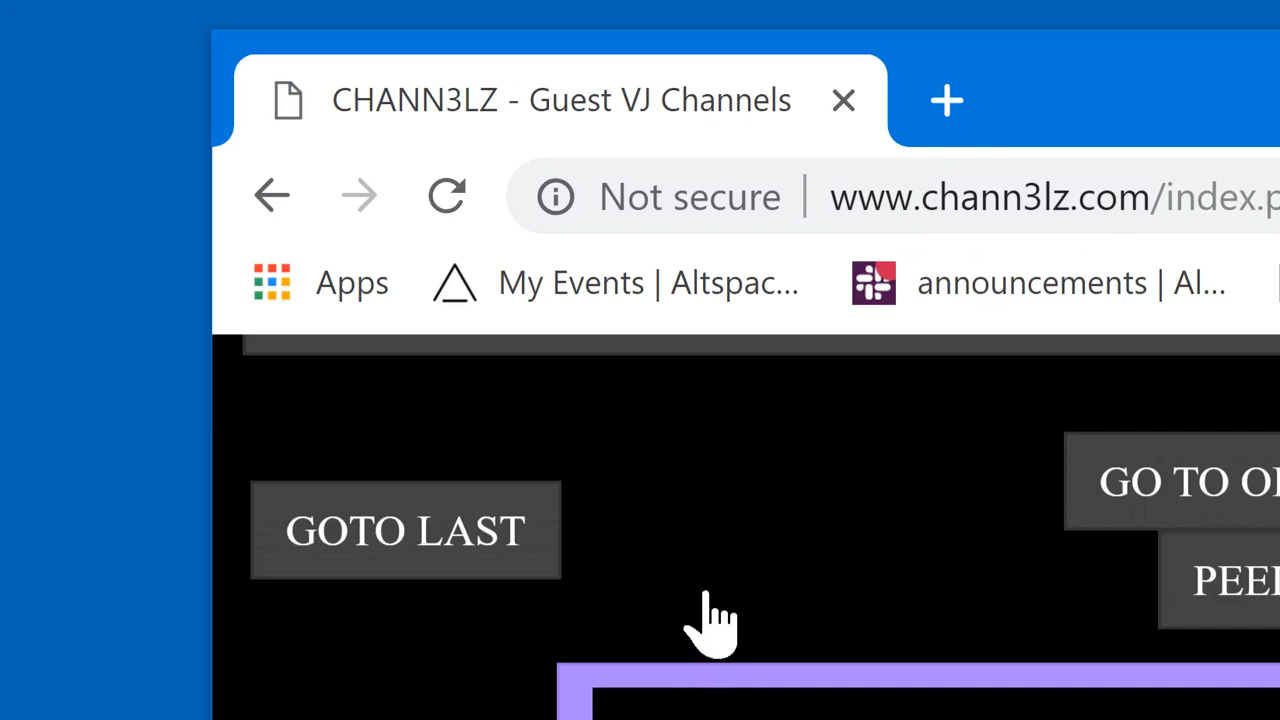 CHANN3LZ - Guest VJ Channels
Not secure | www.chann3lz.com/index.p
Apps My Events | Altspac... announcements | Al...
GO TO
GOTO LAST